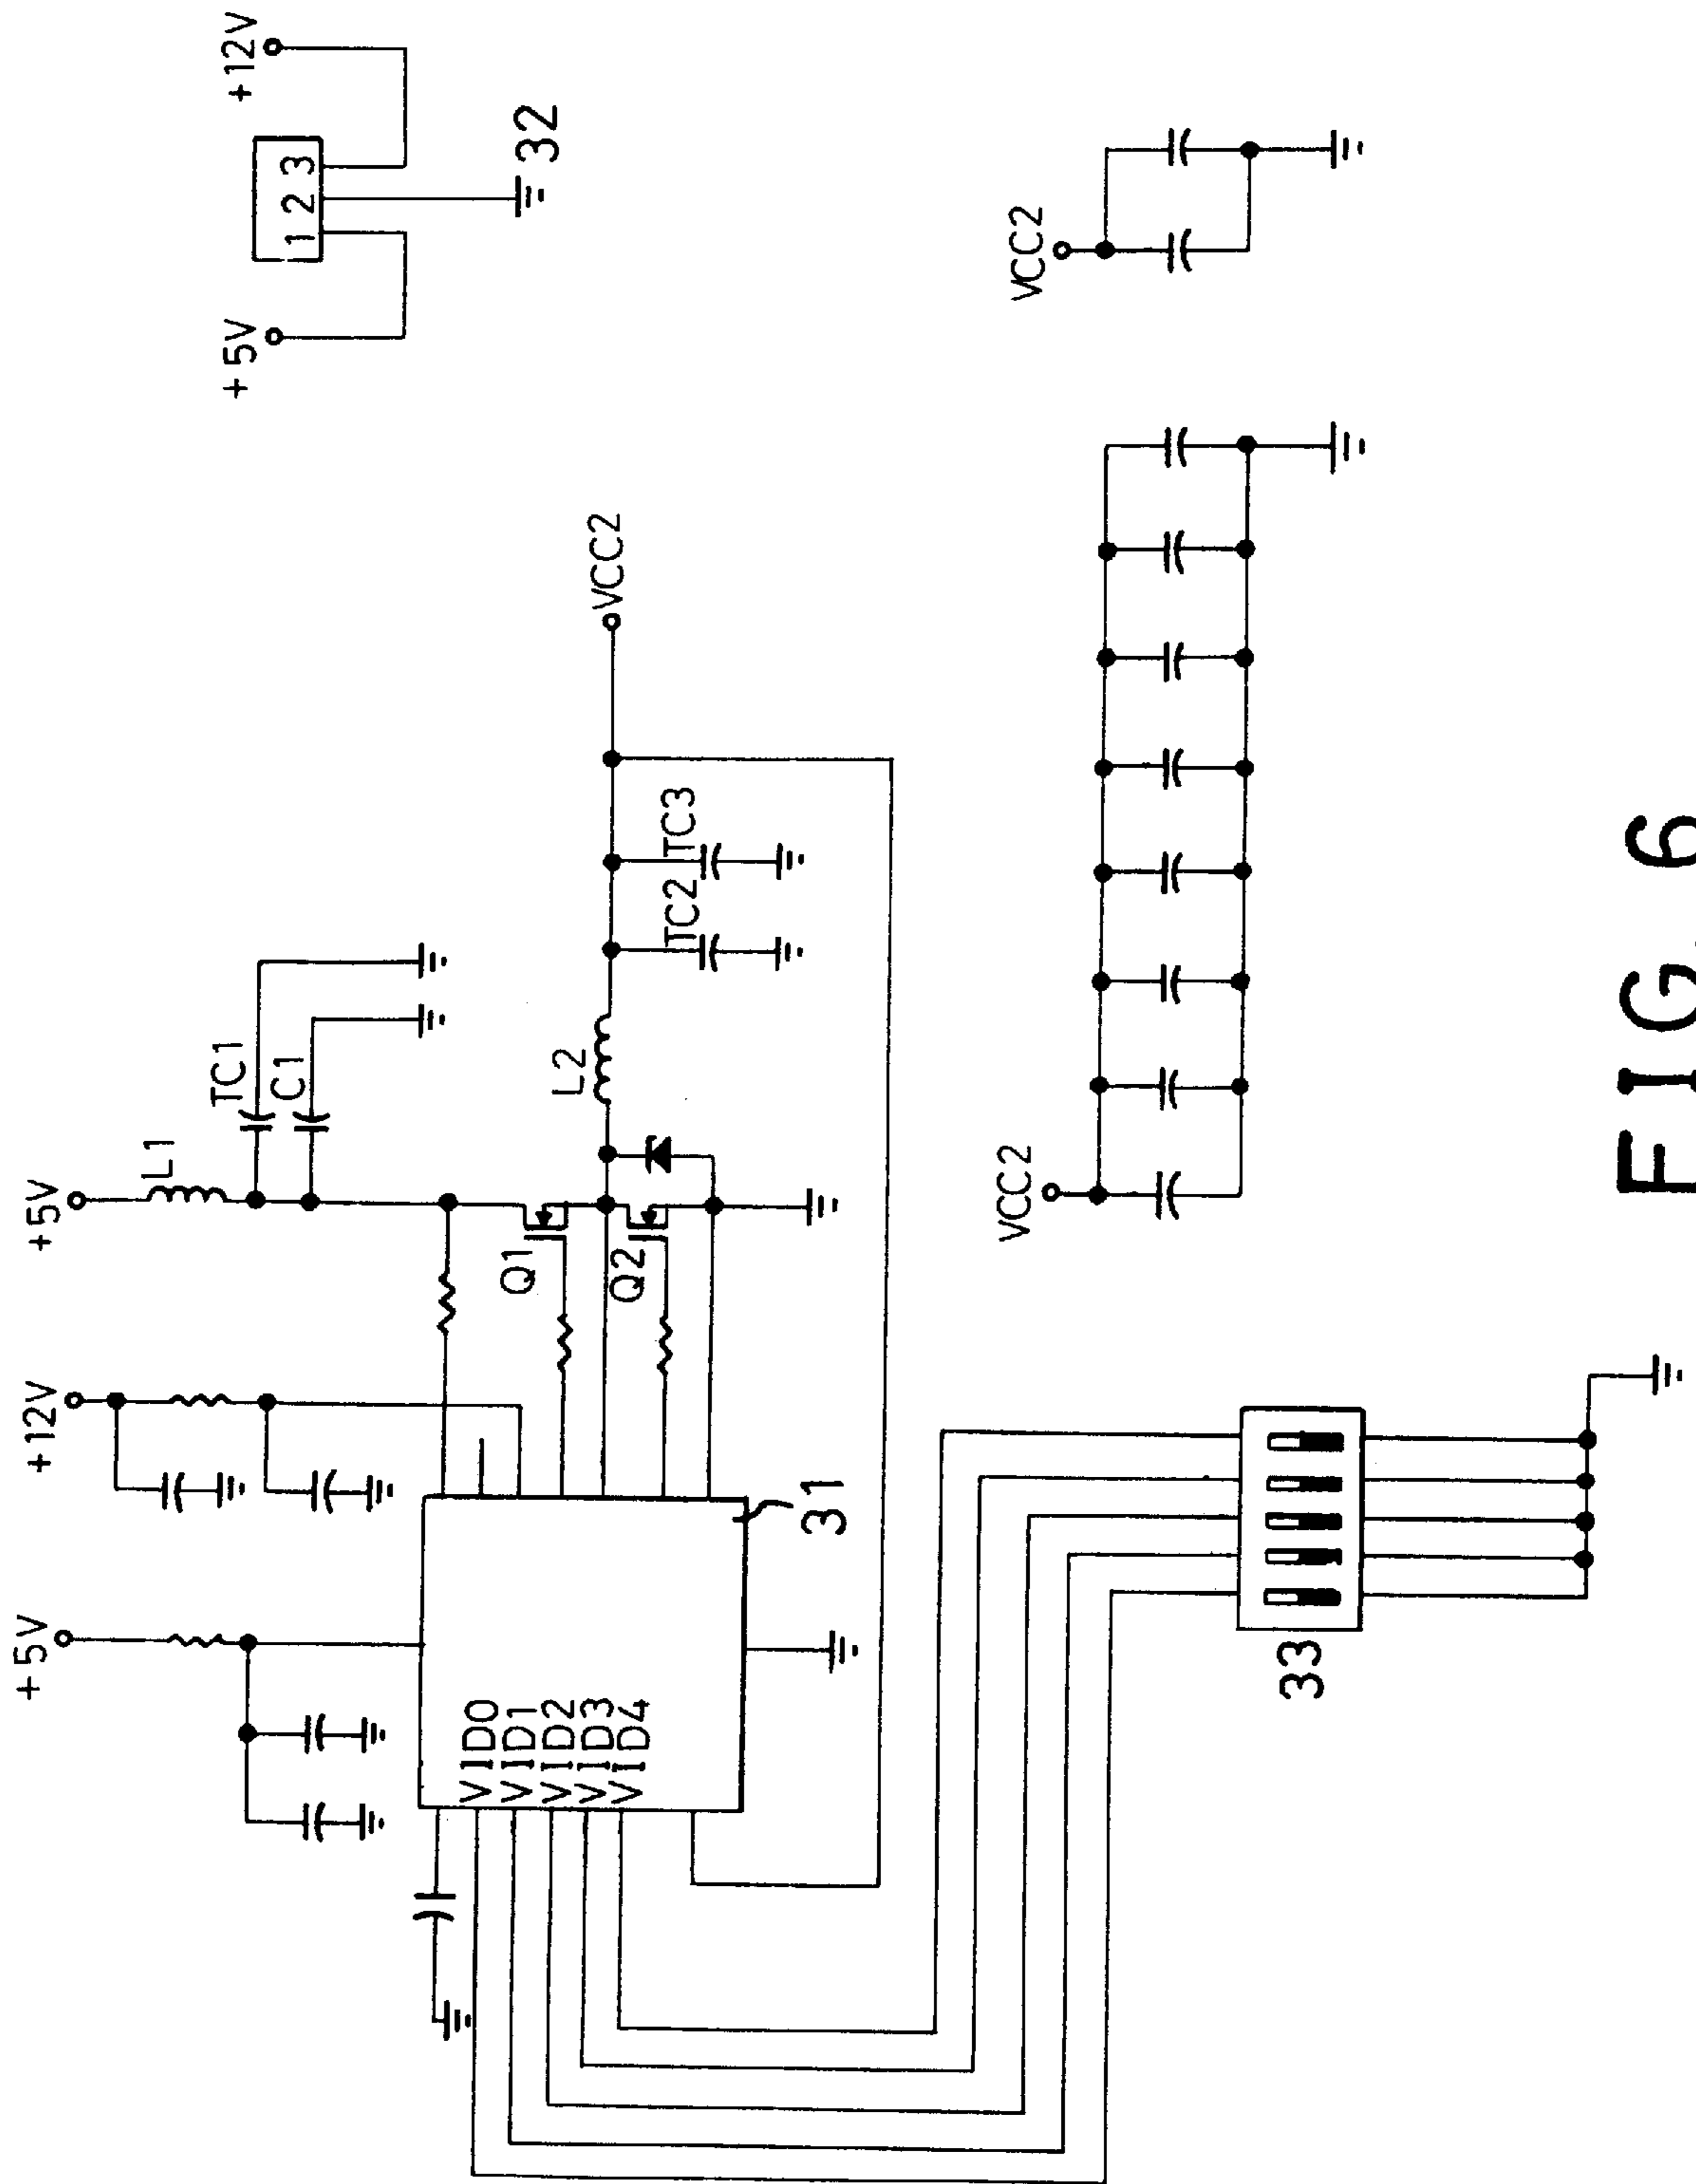 +5V
+12V
+5V
L1
TC1
C1
+5V
+12V
1 2 3
32
VID0
VID1
VID2
VID3
VID4
31
Q1
Q2
L2
TC2
TC3
VCC2
33
VCC2
VCC2
FIG.6